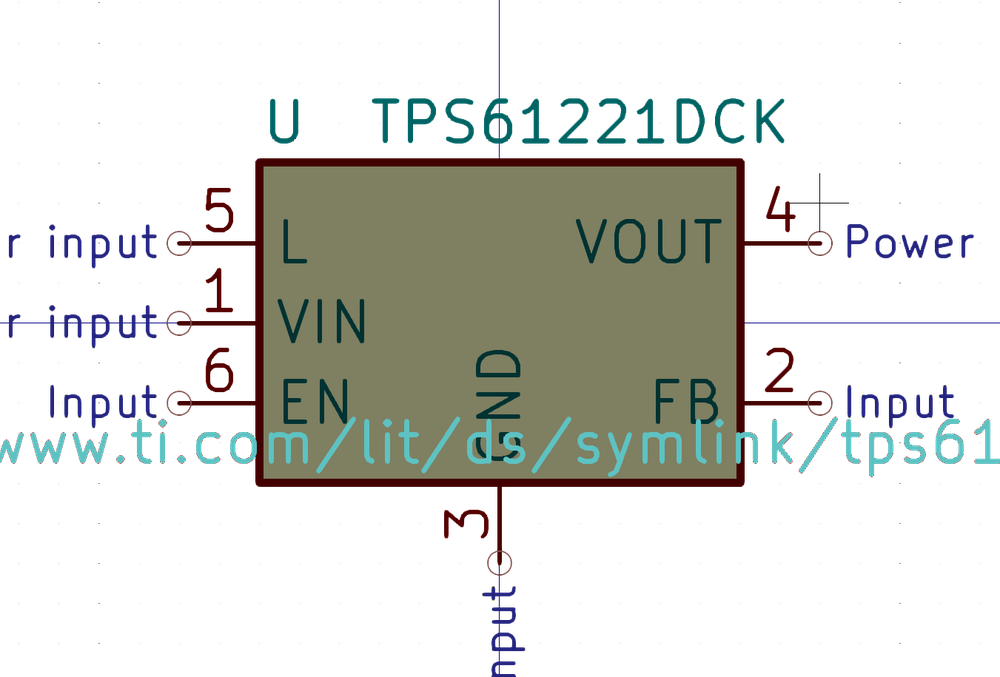 U TPS61221DCK
5 4
r input L VOUT Power
1
r input VIN
6 2
Input EN GND FB Input
www.ti.com/lit/ds/symlink/tps61
3
nput